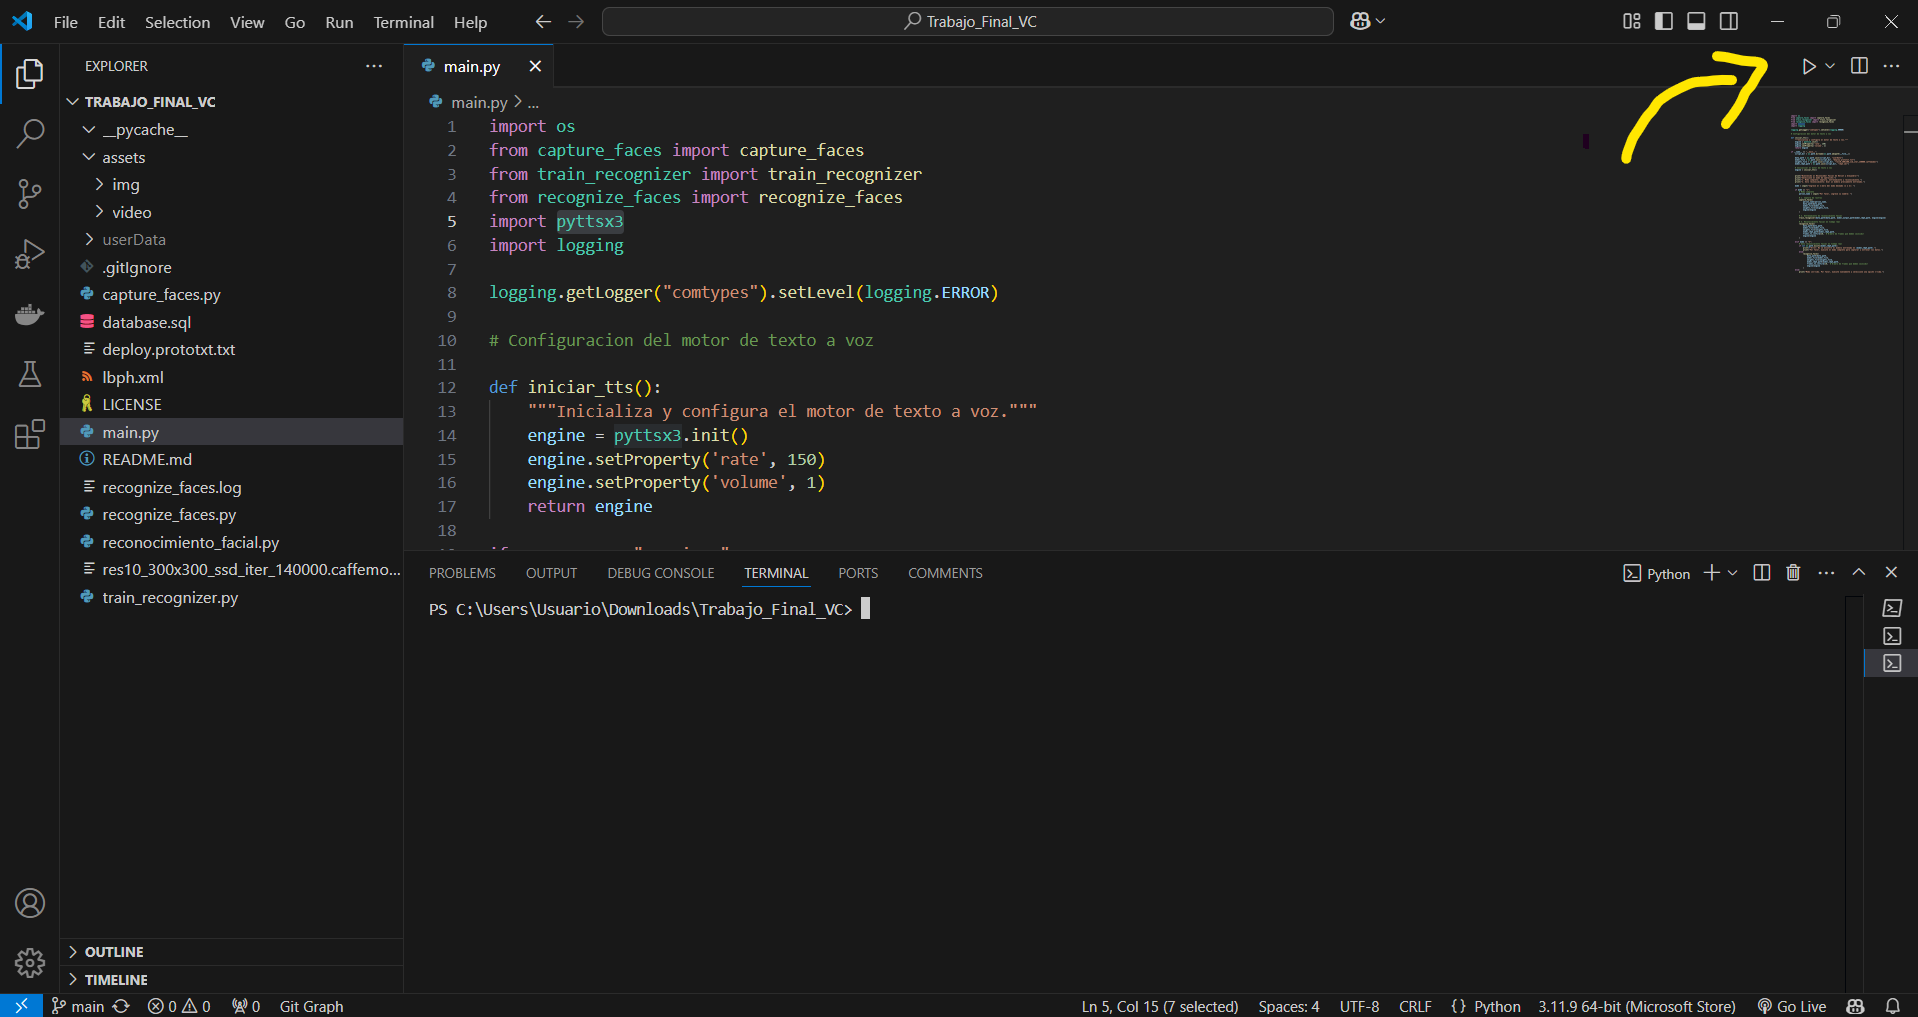 File Edit Selection View Go Run Terminal Help
Trabajo_Final_VC
EXPLORER
TRABAJO_FINAL_VC
__pycache__
assets
img
video
userData
.gitIgnore
capture_faces.py
database.sql
deploy.prototxt.txt
lbph.xml
LICENSE
main.py
README.md
recognize_faces.log
recognize_faces.py
reconocimiento_facial.py
res10_300x300_ssd_iter_140000.caffemo...
train_recognizer.py
OUTLINE
TIMELINE
main.py
main.py > ...
1 import os
2 from capture_faces import capture_faces
3 from train_recognizer import train_recognizer
4 from recognize_faces import recognize_faces
5 import pyttsx3
6 import logging
7
8 logging.getLogger("comtypes").setLevel(logging.ERROR)
9
10 # Configuracion del motor de texto a voz
11
12 def iniciar_tts():
13 """Inicializa y configura el motor de texto a voz."""
14 engine = pyttsx3.init()
15 engine.setProperty('rate', 150)
16 engine.setProperty('volume', 1)
17 return engine
18
PROBLEMS OUTPUT DEBUG CONSOLE TERMINAL PORTS COMMENTS
Python
PS C:\Users\Usuario\Downloads\Trabajo_Final_VC>
main 0 0 0 Git Graph Ln 5, Col 15 (7 selected) Spaces: 4 UTF-8 CRLF {} Python 3.11.9 64-bit (Microsoft Store) Go Live